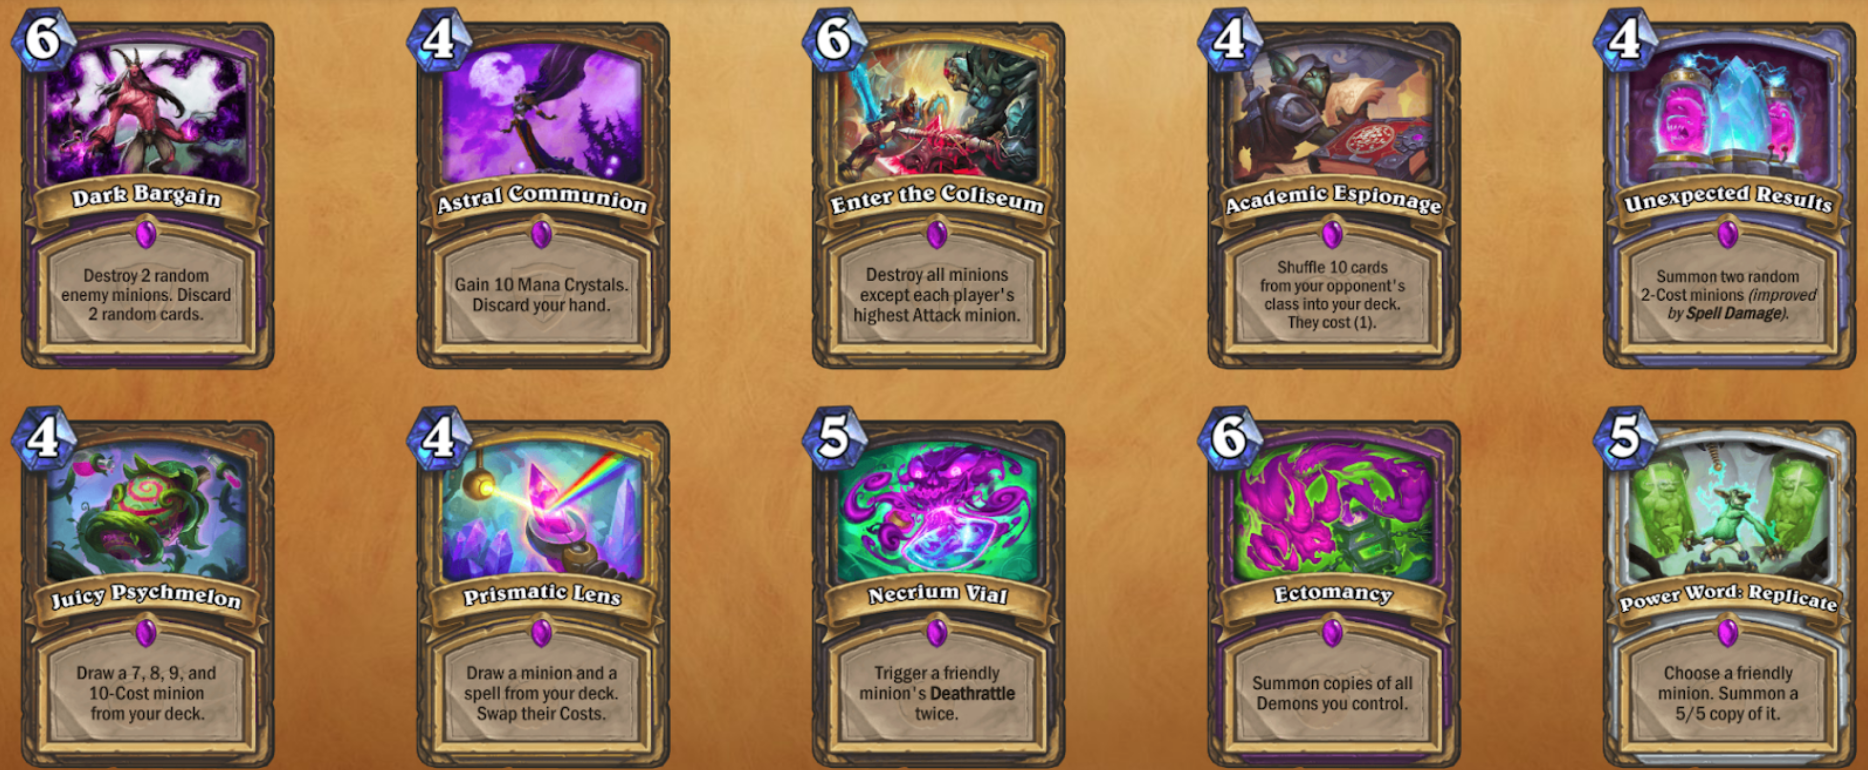 6
Dark Bargain
Destroy 2 random
enemy minions. Discard
2 random cards.
4
Astral Communion
Gain 10 Mana Crystals.
Discard your hand.
6
Enter the Coliseum
Destroy all minions
except each player's
highest Attack minion.
4
Academic Espionage
Shuffle 10 cards
from your opponent's
class into your deck.
They cost (1).
4
Unexpected Results
Summon two random
2-Cost minions (improved
by Spell Damage).
4
Juicy Psychmelon
Draw a 7, 8, 9, and
10-Cost minion
from your deck.
4
Prismatic Lens
Draw a minion and a
spell from your deck.
Swap their Costs.
5
Necrium Vial
Trigger a friendly
minion's Deathrattle
twice.
6
Ectomancy
Summon copies of all
Demons you control.
5
Power Word: Replicate
Choose a friendly
minion. Summon a
5/5 copy of it.